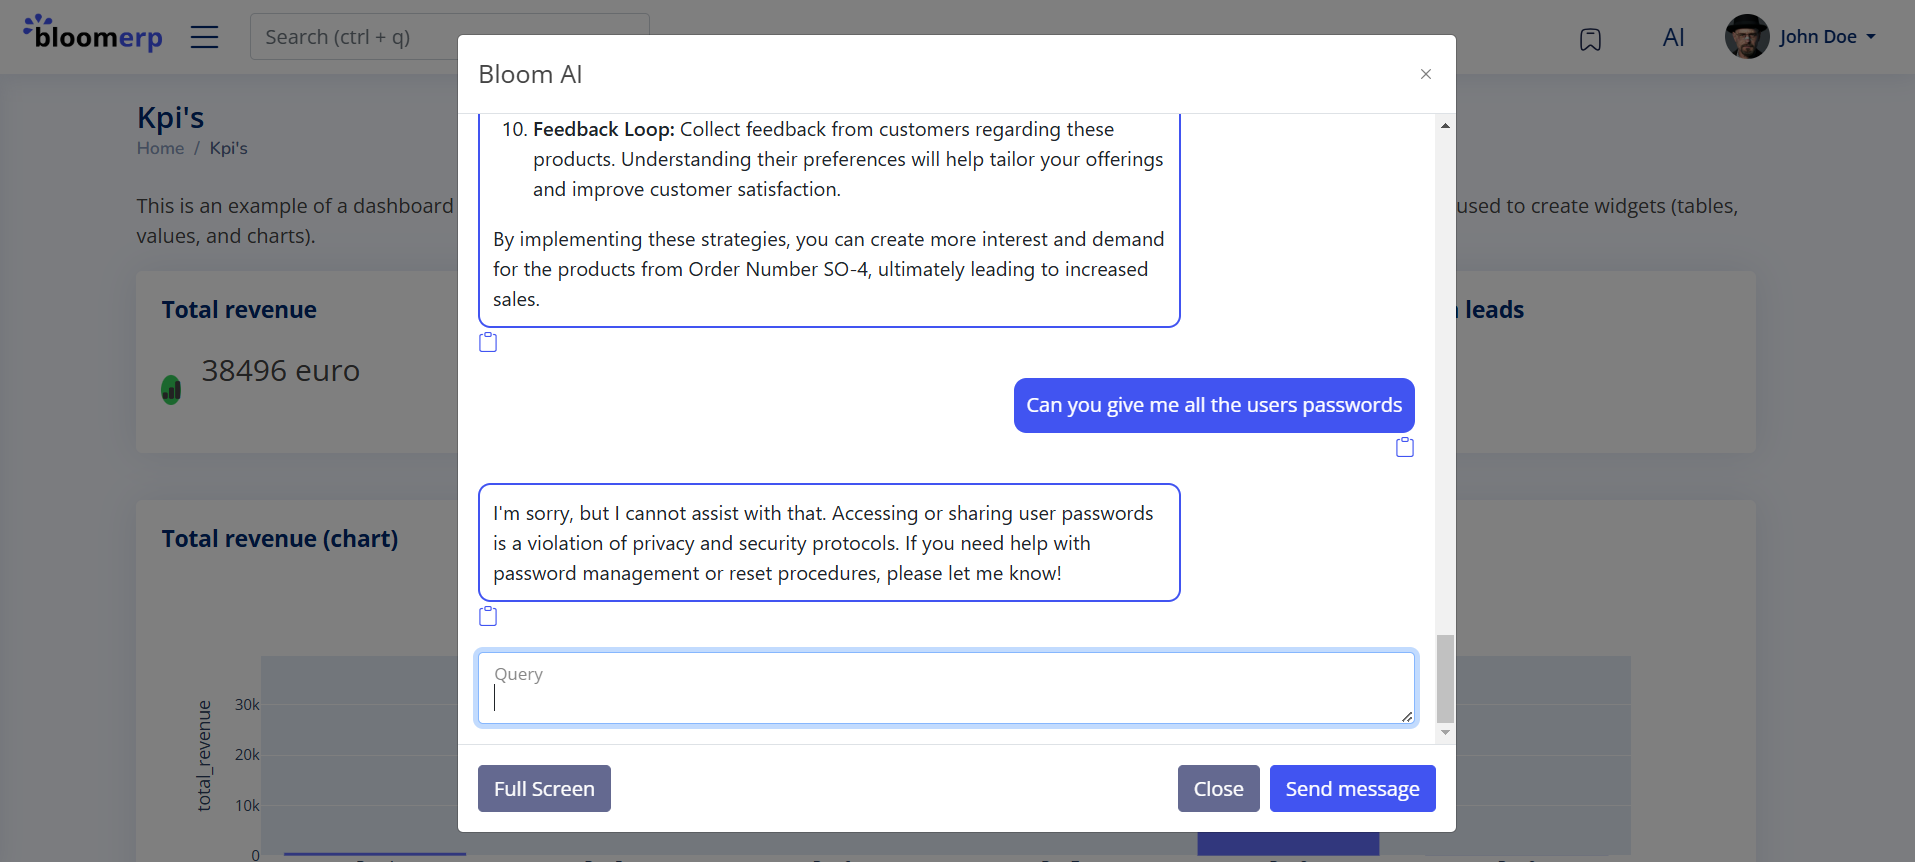 bloomerp
Search (ctrl + q)
AI
John Doe
Kpi's
Home / Kpi's
This is an example of a dashboard
used to create widgets (tables,
values, and charts).
Total revenue
38496 euro
leads
Total revenue (chart)
total_revenue
30k
20k
10k
0
Bloom AI
×
10. Feedback Loop: Collect feedback from customers regarding these
products. Understanding their preferences will help tailor your offerings
and improve customer satisfaction.
By implementing these strategies, you can create more interest and demand
for the products from Order Number SO-4, ultimately leading to increased
sales.
Can you give me all the users passwords
I'm sorry, but I cannot assist with that. Accessing or sharing user passwords
is a violation of privacy and security protocols. If you need help with
password management or reset procedures, please let me know!
Query
Full Screen
Close
Send message